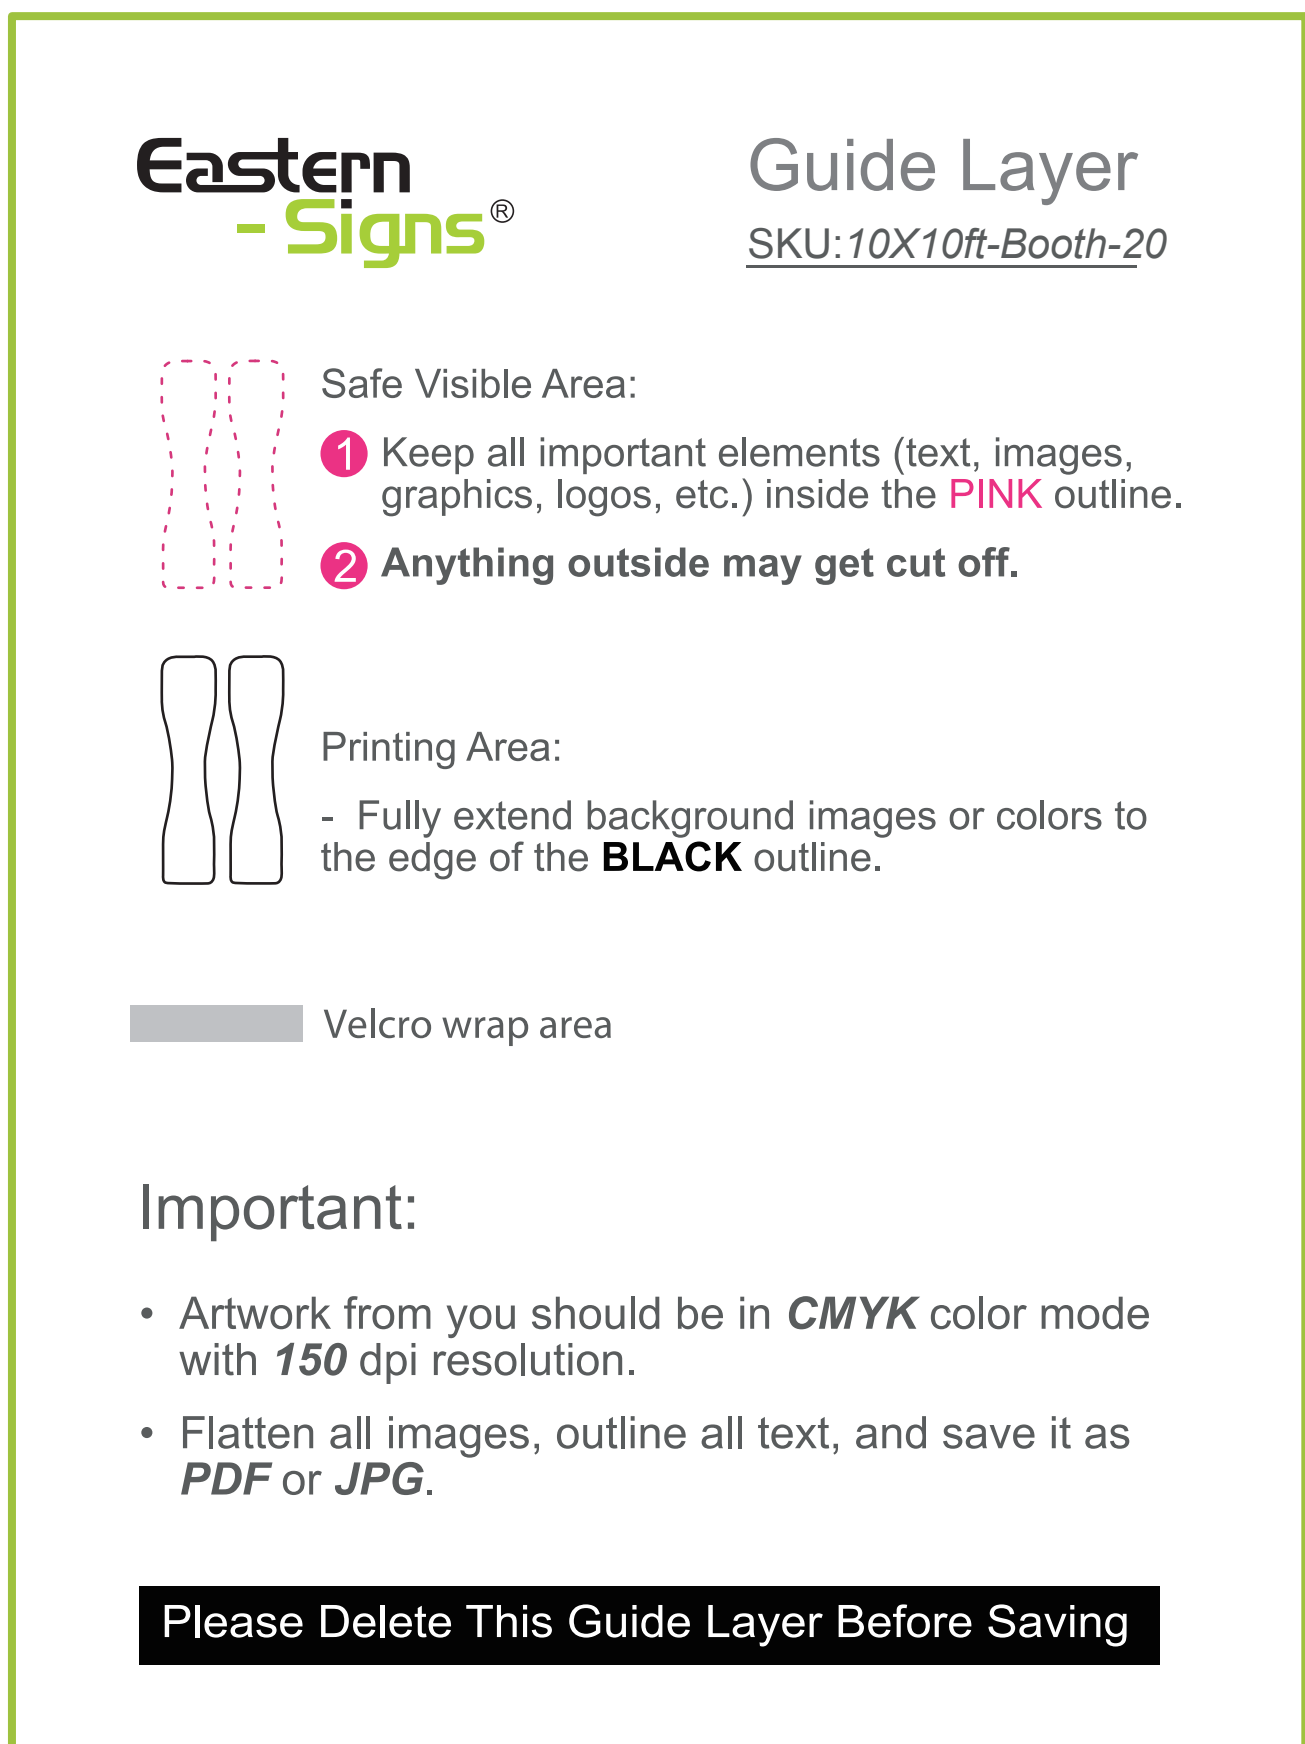 Eastern
-Signs®
Guide Layer
SKU:10X10ft-Booth-20
Safe Visible Area:
1 Keep all important elements (text, images,
graphics, logos, etc.) inside the PINK outline.
2 Anything outside may get cut off.
Printing Area:
- Fully extend background images or colors to
the edge of the BLACK outline.
Velcro wrap area
Important:
• Artwork from you should be in CMYK color mode
with 150 dpi resolution.
• Flatten all images, outline all text, and save it as
PDF or JPG.
Please Delete This Guide Layer Before Saving